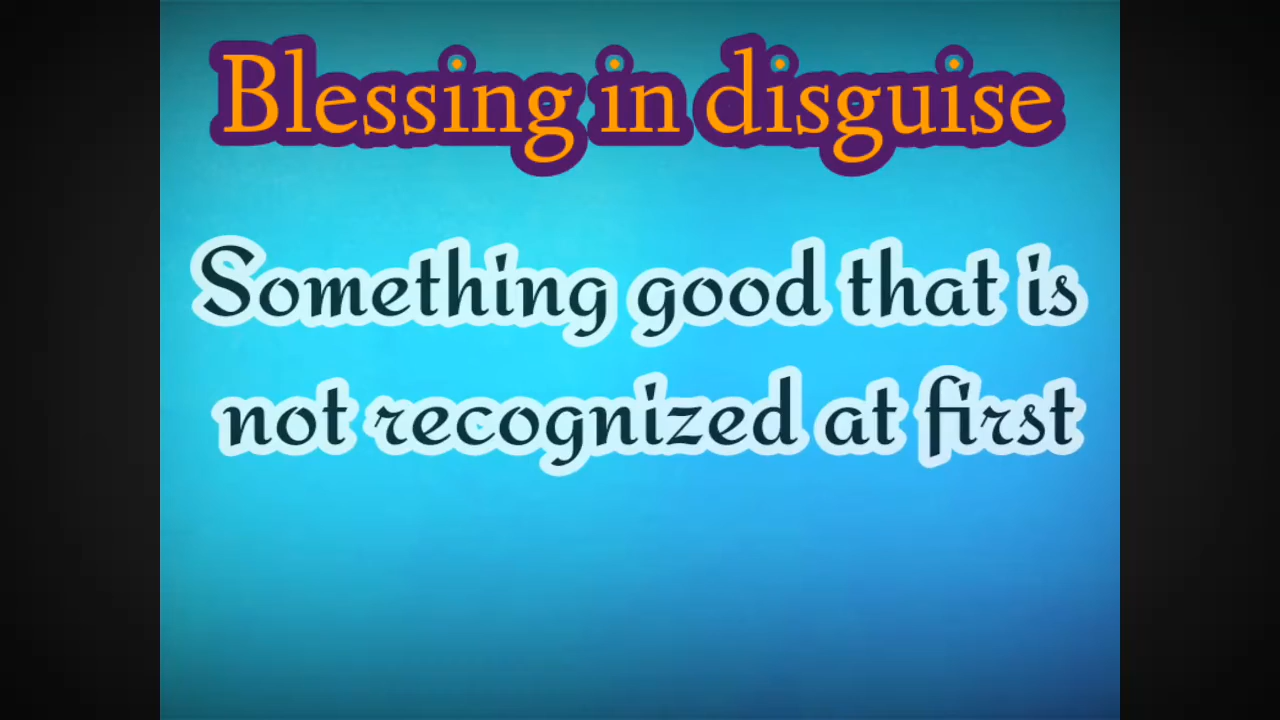 Blessing in disguise
Something good that is
not recognized at first